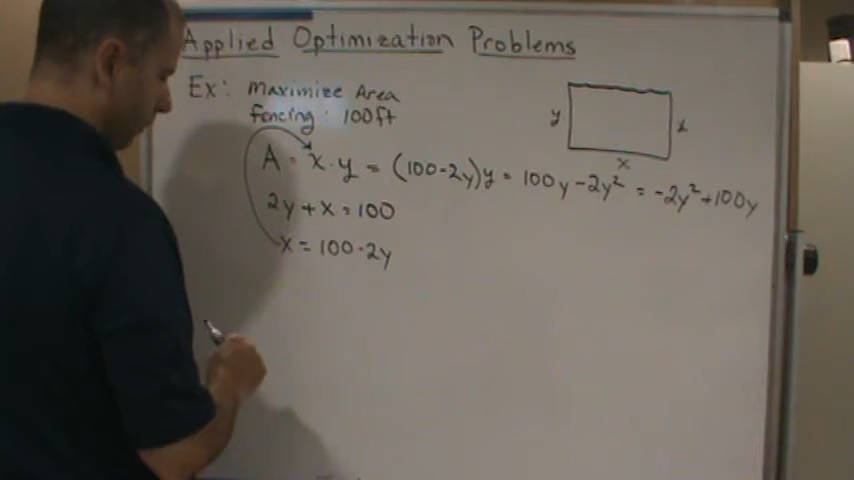 Applied Optimization Problems
Ex: Maximize Area
fencing: 100ft
A = x · y = (100-2y)y = 100y - 2y² = -2y² + 100y
2y + x = 100
x = 100 - 2y
y
x